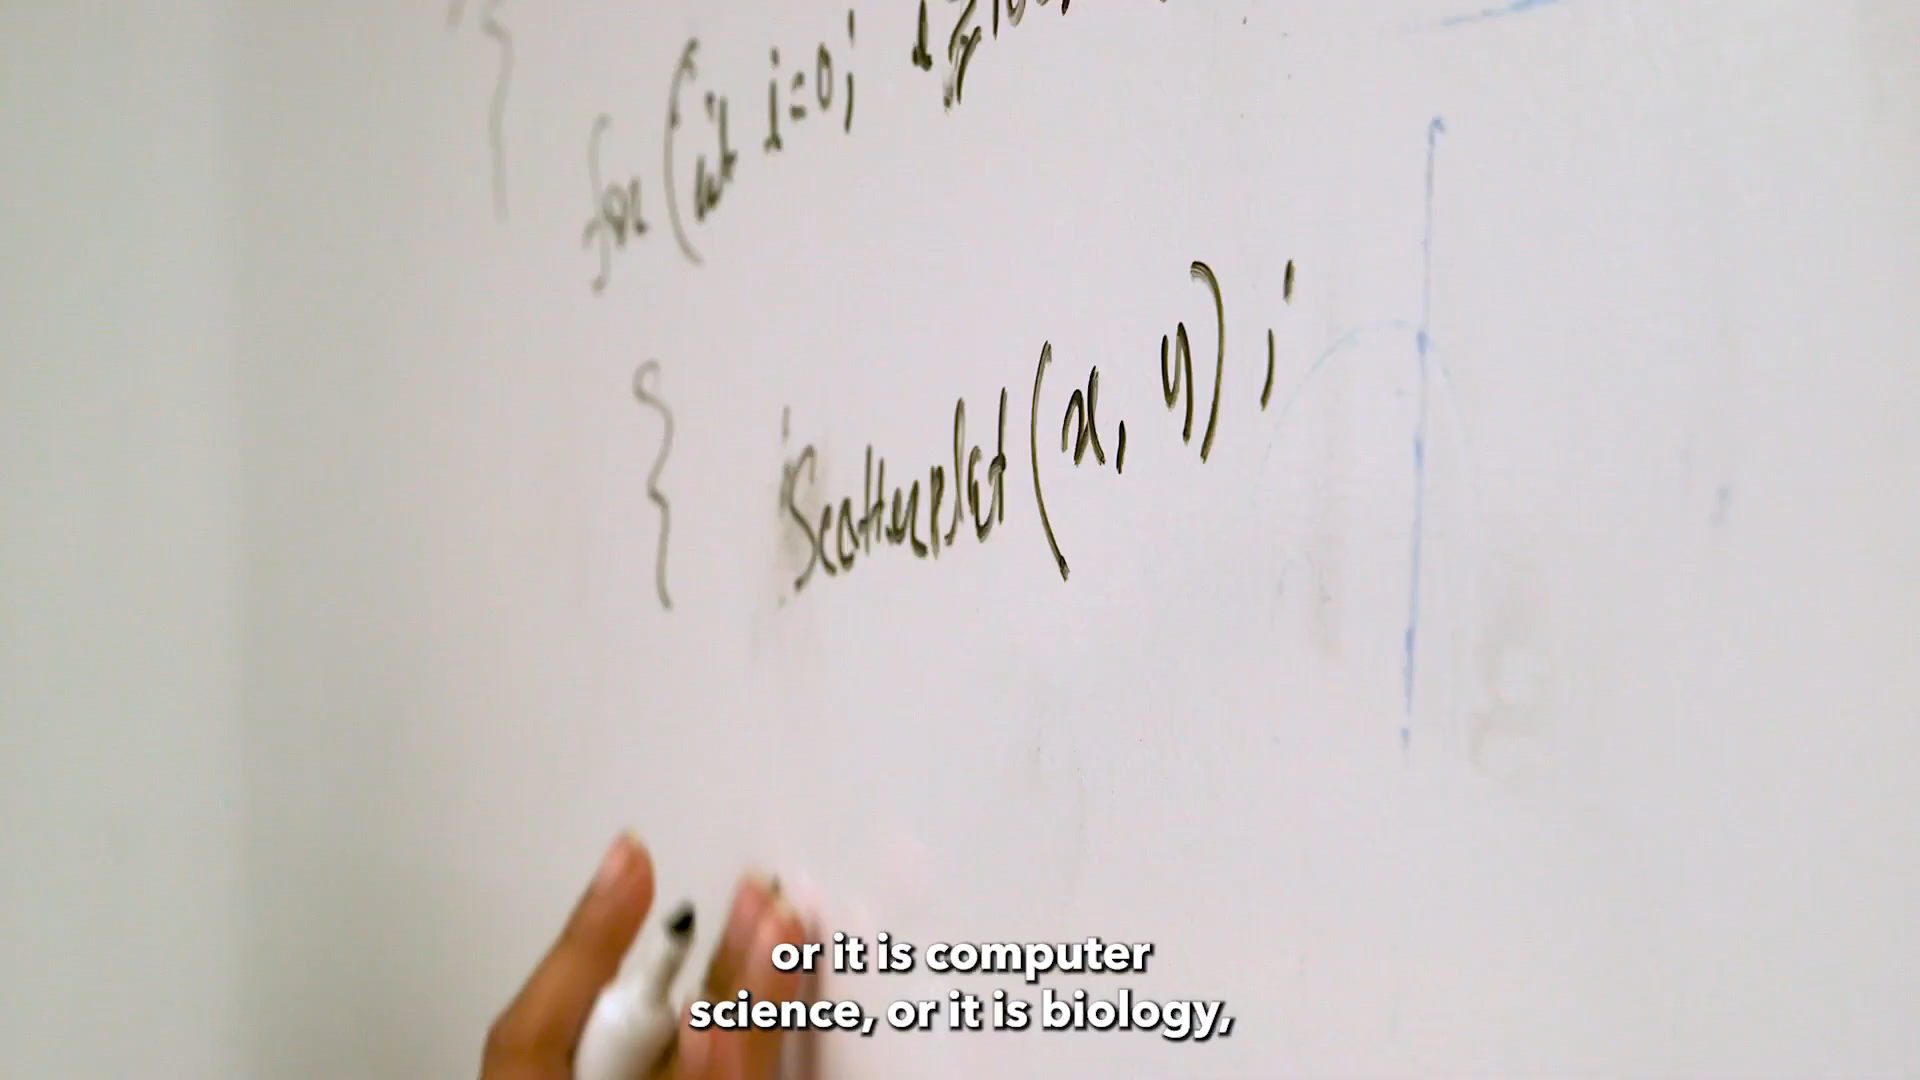 {
for (int i=0; i
{ Scatterplot(x, y);
or it is computer
science, or it is biology,